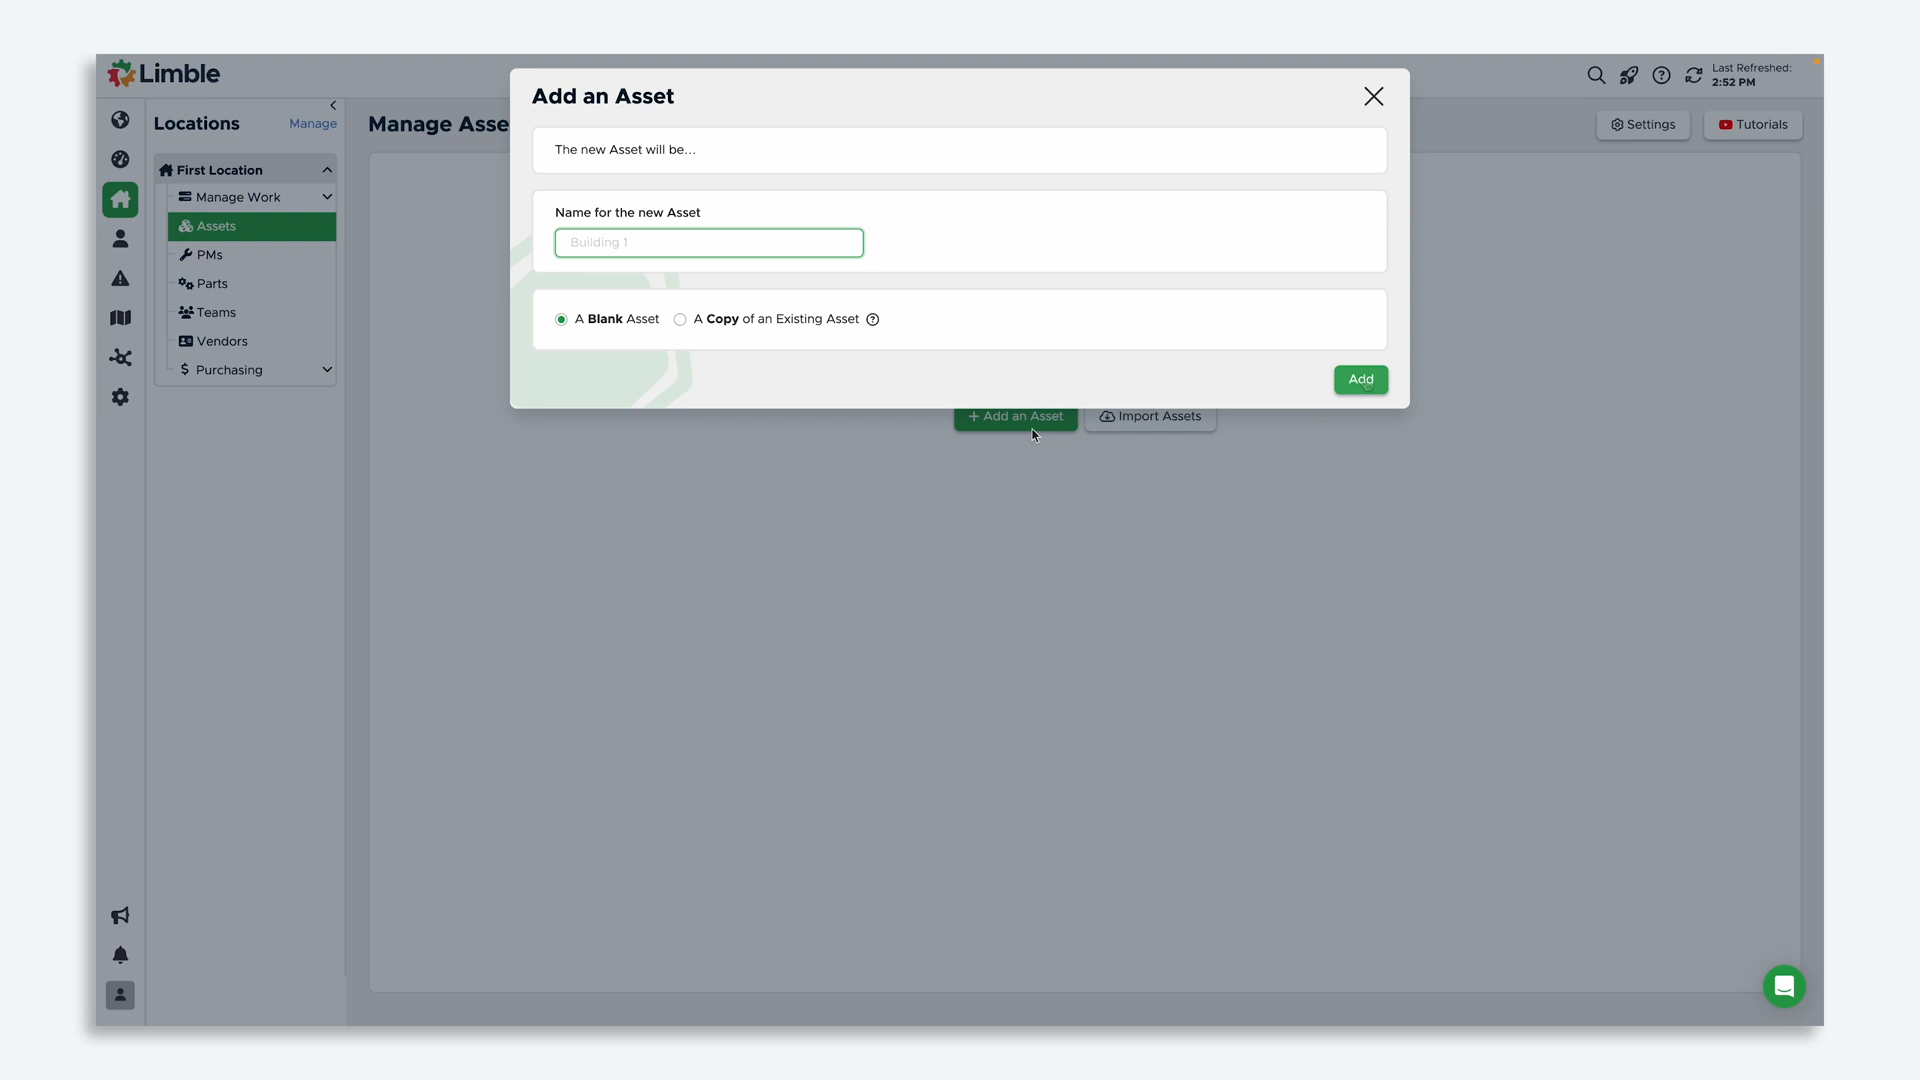 Limble
Last Refreshed:
2:52 PM
Locations
Manage
First Location
Manage Work
Assets
PMs
Parts
Teams
Vendors
Purchasing
Manage Asse
Settings
Tutorials
Add an Asset
The new Asset will be...
Name for the new Asset
Building 1
A Blank Asset A Copy of an Existing Asset
Add
+ Add an Asset
Import Assets